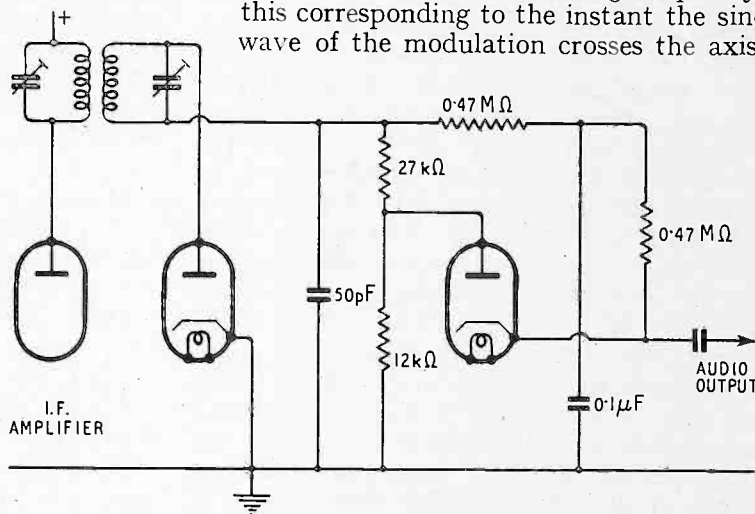 this corresponding to the instant the sin
wave of the modulation crosses the axis
+
0·47 MΩ
27 kΩ
0·47 MΩ
50pF
12kΩ
AUDIO
OUTPUT
0·1μF
I.F.
AMPLIFIER